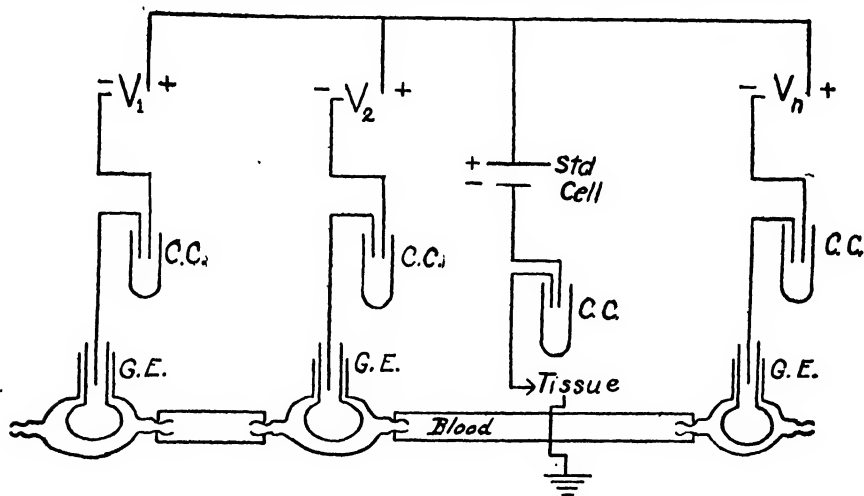 - V₁ +
- V₂ +
- Vₙ +
+ Std
- Cell
C.C.
C.C.
C.C.
C.C.
G.E.
G.E.
Tissue
G.E.
Blood